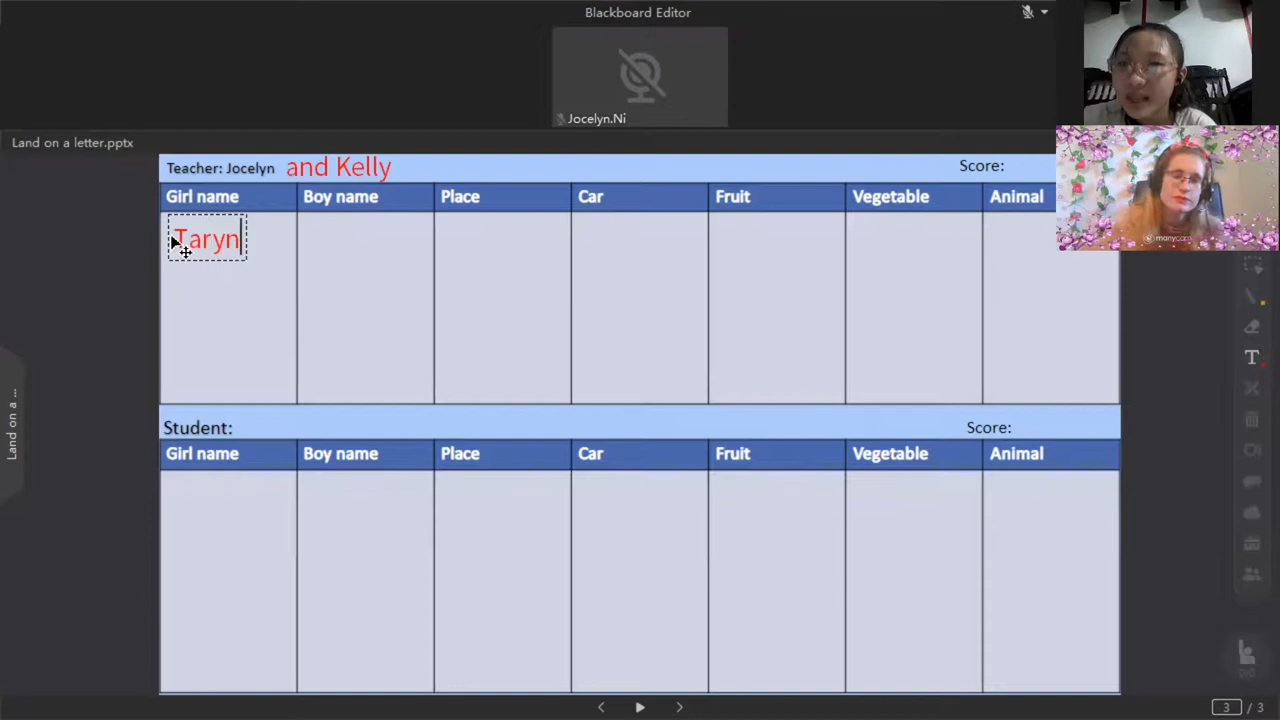 Blackboard Editor
Jocelyn.Ni
Land on a letter.pptx
Teacher: Jocelyn and Kelly Score:
Girl name Boy name Place Car Fruit Vegetable Animal
Taryn
Student: Score:
Girl name Boy name Place Car Fruit Vegetable Animal
Land on a ...
manycam
T
3 / 3